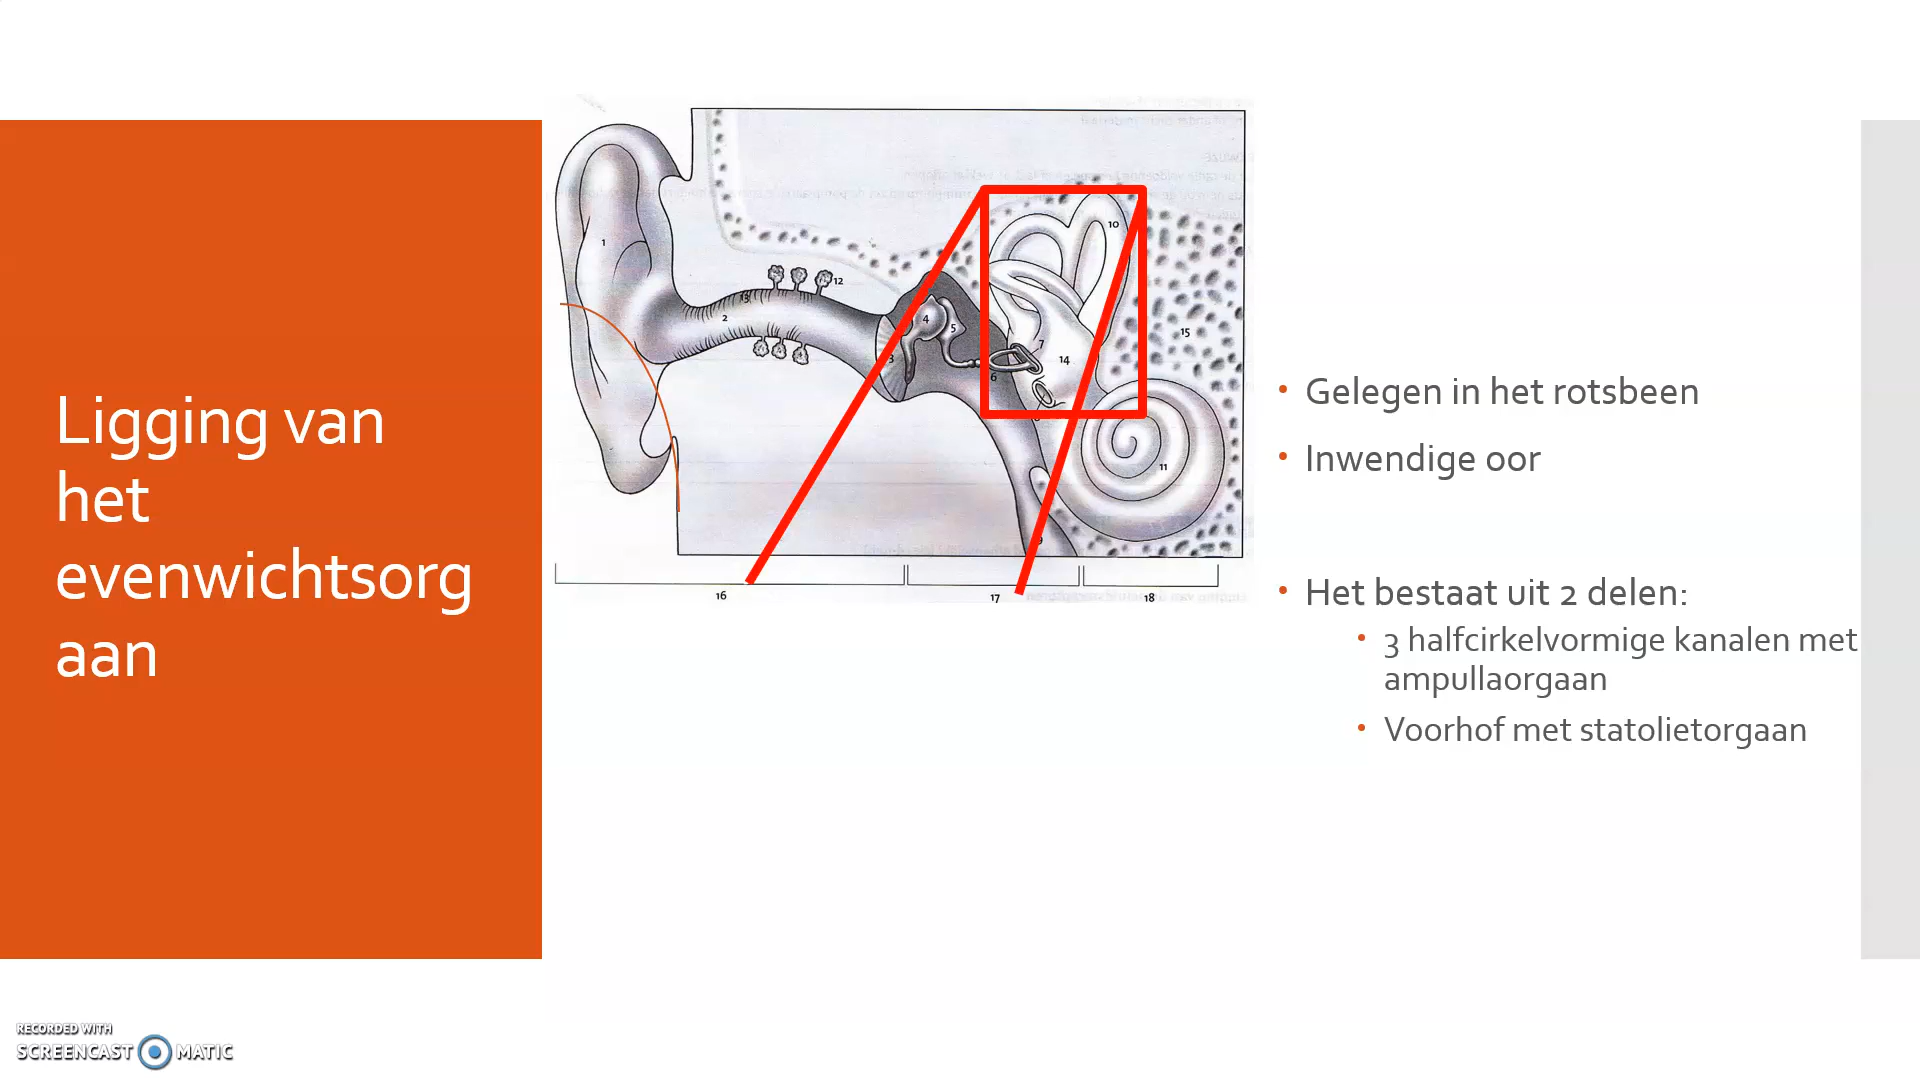 Ligging van
het
evenwichtsorg
aan
1
2
13
12
3
4
5
6
7
14
10
15
11
9
16
17
18
• Gelegen in het rotsbeen
• Inwendige oor
• Het bestaat uit 2 delen:
• 3 halfcirkelvormige kanalen met
ampullaorgaan
• Voorhof met statolietorgaan
RECORDED WITH
SCREENCAST MATIC